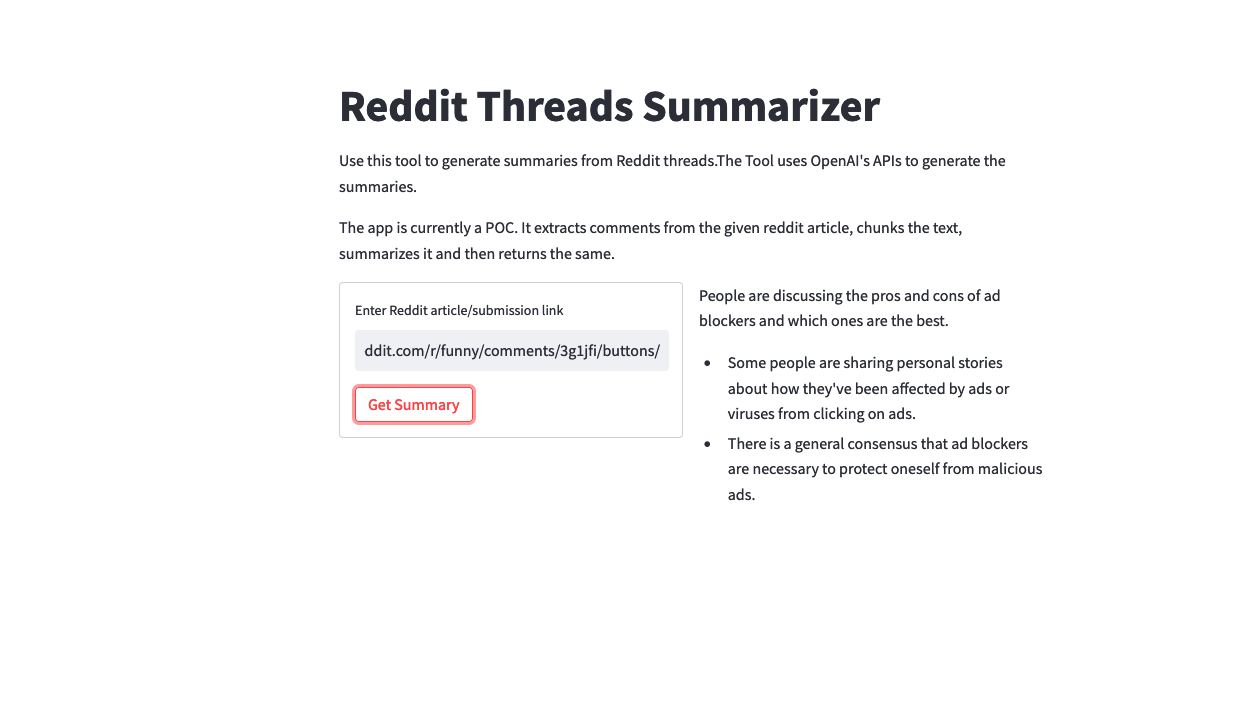 Reddit Threads Summarizer
Use this tool to generate summaries from Reddit threads.The Tool uses OpenAI's APIs to generate the
summaries.
The app is currently a POC. It extracts comments from the given reddit article, chunks the text,
summarizes it and then returns the same.
Enter Reddit article/submission link
ddit.com/r/funny/comments/3g1jfi/buttons/
Get Summary
People are discussing the pros and cons of ad
blockers and which ones are the best.
• Some people are sharing personal stories
about how they've been affected by ads or
viruses from clicking on ads.
• There is a general consensus that ad blockers
are necessary to protect oneself from malicious
ads.